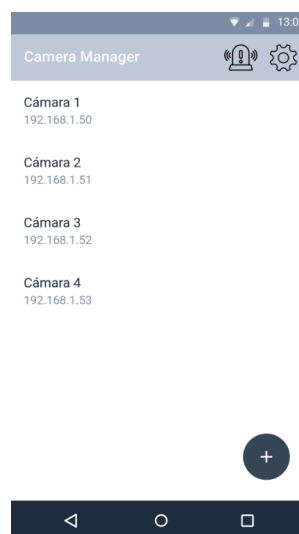 13:0
Camera Manager
Cámara 1
192.168.1.50
Cámara 2
192.168.1.51
Cámara 3
192.168.1.52
Cámara 4
192.168.1.53
+